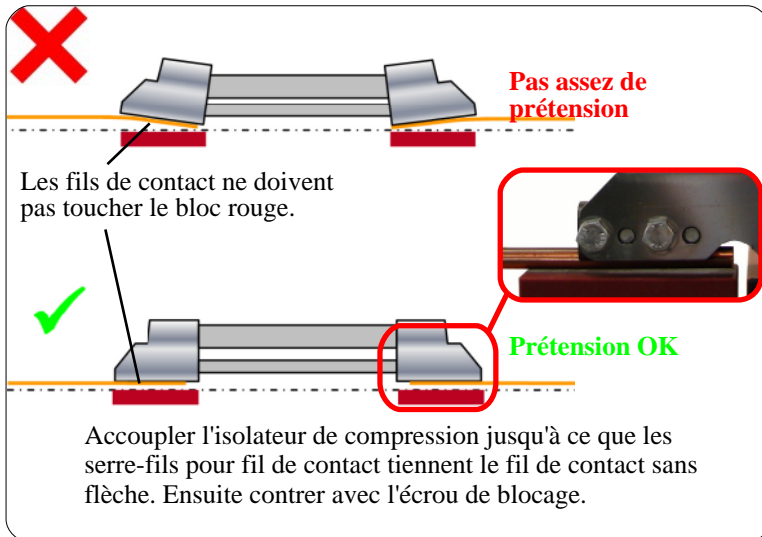 Pas assez de
prétension
Les fils de contact ne doivent
pas toucher le bloc rouge.
Prétension OK
Accoupler l'isolateur de compression jusqu'à ce que les
serre-fils pour fil de contact tiennent le fil de contact sans
flèche. Ensuite contrer avec l'écrou de blocage.